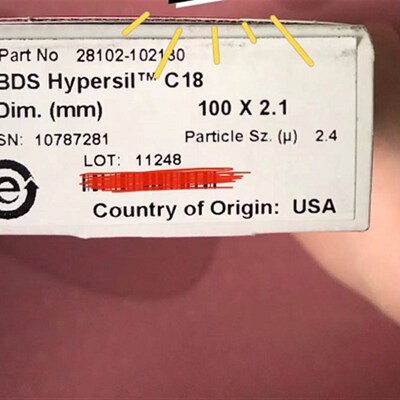 Part No 28102-102130
BDS Hypersil™ C18
Dim. (mm) 100 X 2.1
SN: 10787281 Particle Sz. (µ) 2.4
LOT: 11248
e
Country of Origin: USA